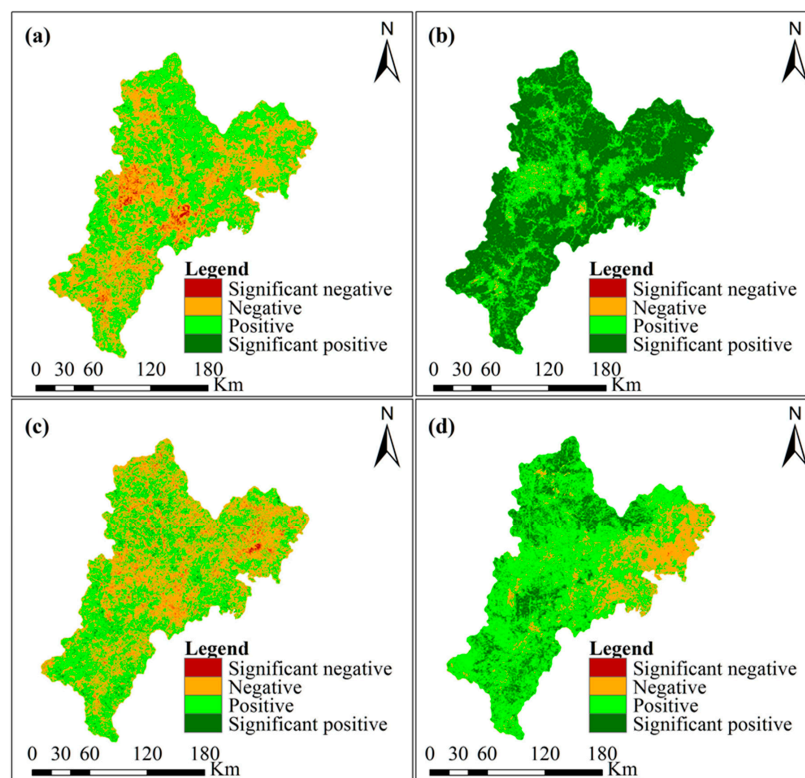 (a)
N
Legend
Significant negative
Negative
Positive
Significant positive
0 30 60 120 180
Km
(b)
N
Legend
Significant negative
Negative
Positive
Significant positive
0 30 60 120 180
Km
(c)
N
Legend
Significant negative
Negative
Positive
Significant positive
0 30 60 120 180
Km
(d)
N
Legend
Significant negative
Negative
Positive
Significant positive
0 30 60 120 180
Km